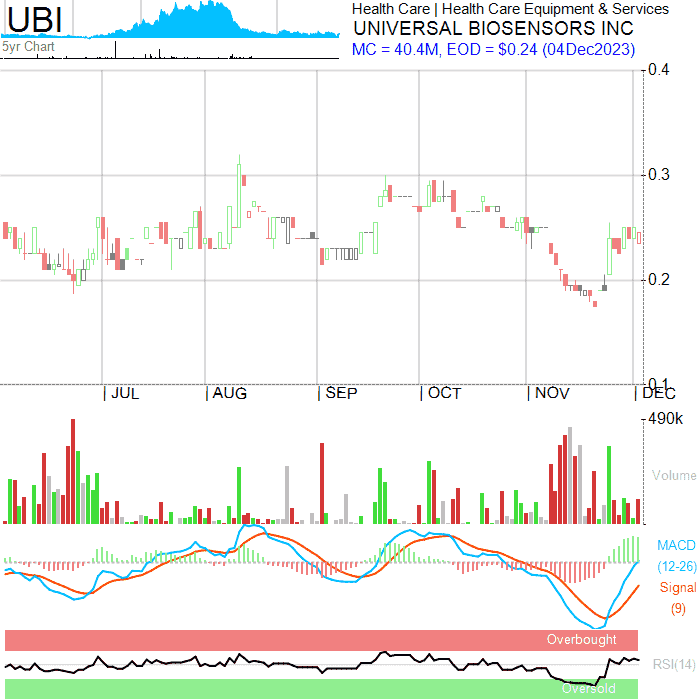 UBI
5yr Chart
Health Care | Health Care Equipment & Services
UNIVERSAL BIOSENSORS INC
MC = 40.4M, EOD = $0.24 (04Dec2023)
0.4
0.3
0.2
0.1
JUL
AUG
SEP
OCT
NOV
DEC
490k
Volume
MACD
(12-26)
Signal
(9)
Overbought
RSI(14)
Oversold